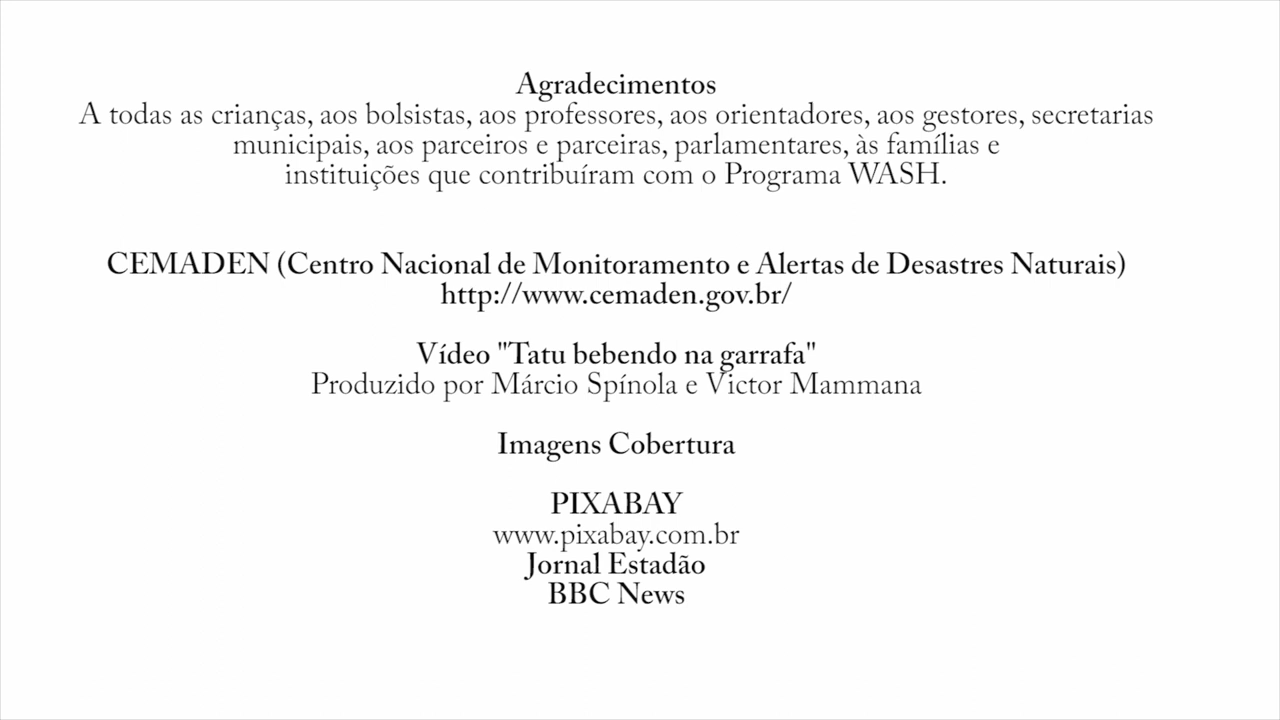 Agradecimentos
A todas as crianças, aos bolsistas, aos professores, aos orientadores, aos gestores, secretarias
municipais, aos parceiros e parceiras, parlamentares, às famílias e
instituições que contribuíram com o Programa WASH.
CEMADEN (Centro Nacional de Monitoramento e Alertas de Desastres Naturais)
http://www.cemaden.gov.br/
Vídeo "Tatu bebendo na garrafa"
Produzido por Márcio Spínola e Victor Mammana
Imagens Cobertura
PIXABAY
www.pixabay.com.br
Jornal Estadão
BBC News